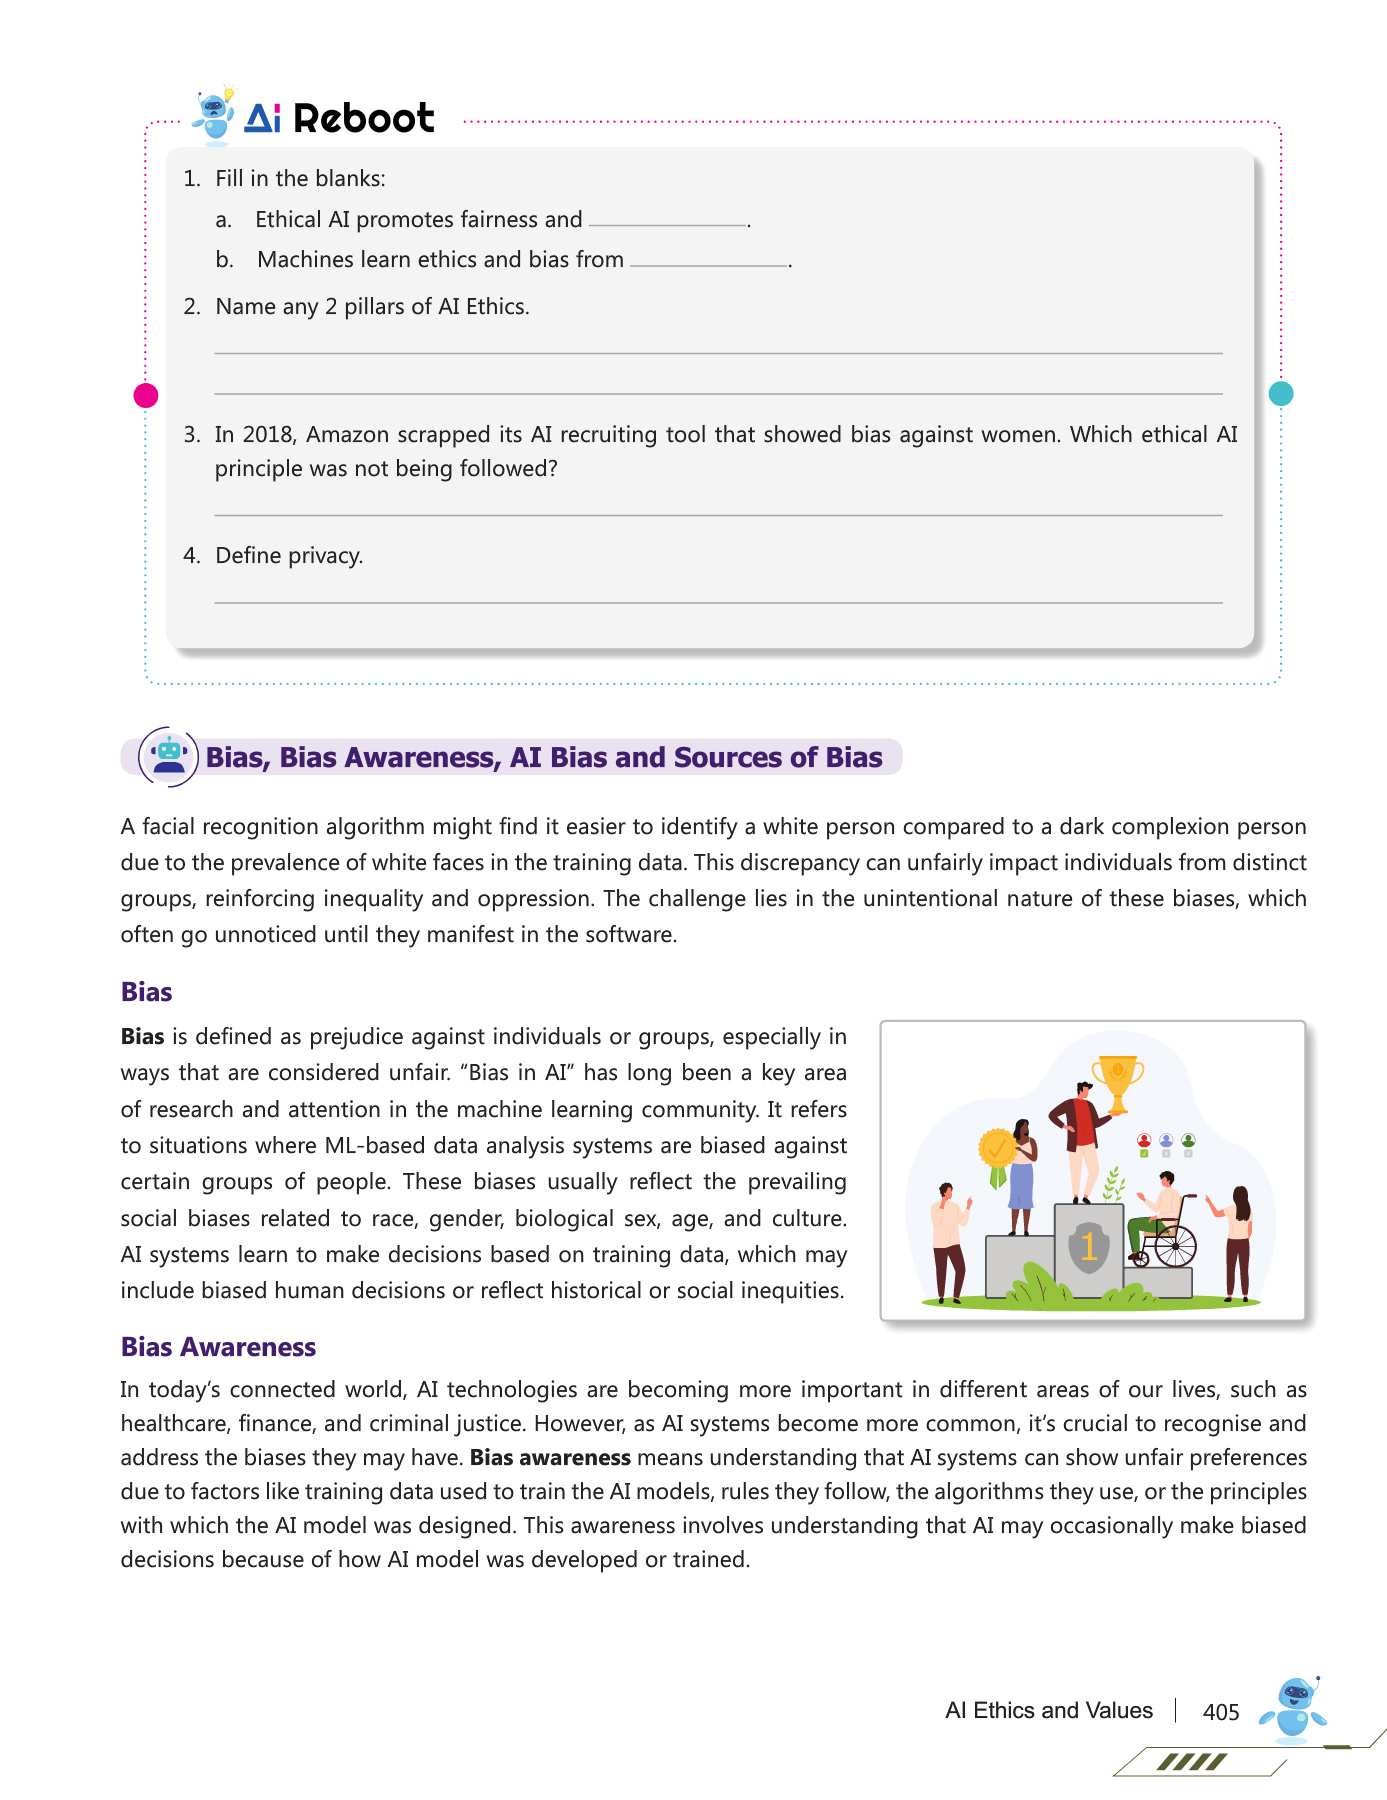 Ai Reboot
1. Fill in the blanks:
a. Ethical AI promotes fairness and ______________.
b. Machines learn ethics and bias from ______________.
2. Name any 2 pillars of AI Ethics.
3. In 2018, Amazon scrapped its AI recruiting tool that showed bias against women. Which ethical AI
principle was not being followed?
4. Define privacy.
Bias, Bias Awareness, AI Bias and Sources of Bias
A facial recognition algorithm might find it easier to identify a white person compared to a dark complexion person
due to the prevalence of white faces in the training data. This discrepancy can unfairly impact individuals from distinct
groups, reinforcing inequality and oppression. The challenge lies in the unintentional nature of these biases, which
often go unnoticed until they manifest in the software.
Bias
Bias is defined as prejudice against individuals or groups, especially in
ways that are considered unfair. “Bias in AI” has long been a key area
of research and attention in the machine learning community. It refers
to situations where ML-based data analysis systems are biased against
certain groups of people. These biases usually reflect the prevailing
social biases related to race, gender, biological sex, age, and culture.
AI systems learn to make decisions based on training data, which may
include biased human decisions or reflect historical or social inequities.
1
1
Bias Awareness
In today’s connected world, AI technologies are becoming more important in different areas of our lives, such as
healthcare, finance, and criminal justice. However, as AI systems become more common, it’s crucial to recognise and
address the biases they may have. Bias awareness means understanding that AI systems can show unfair preferences
due to factors like training data used to train the AI models, rules they follow, the algorithms they use, or the principles
with which the AI model was designed. This awareness involves understanding that AI may occasionally make biased
decisions because of how AI model was developed or trained.
AI Ethics and Values
405